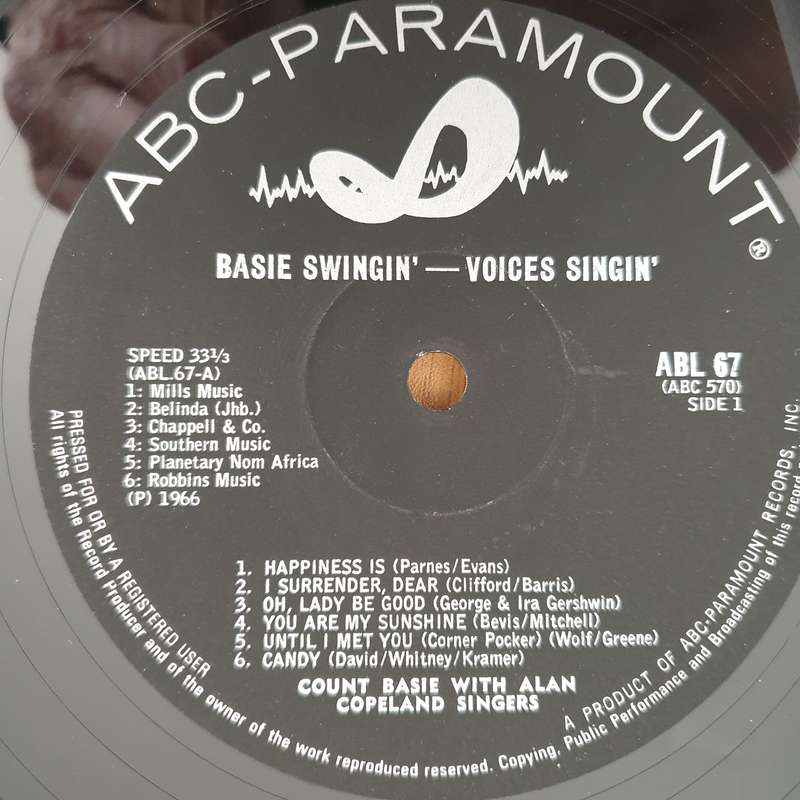 ABC-PARAMOUNT®
BASIE SWINGIN' — VOICES SINGIN'
SPEED 33⅓
(ABL.67-A)
1: Mills Music
2: Belinda (Jhb.)
3: Chappell & Co.
4: Southern Music
5: Planetary Nom Africa
6: Robbins Music
(P) 1966
ABL 67
(ABC 570)
SIDE 1
1. HAPPINESS IS (Parnes/Evans)
2. I SURRENDER, DEAR (Clifford/Barris)
3. OH, LADY BE GOOD (George & Ira Gershwin)
4. YOU ARE MY SUNSHINE (Bevis/Mitchell)
5. UNTIL I MET YOU (Corner Pocker) (Wolf/Greene)
6. CANDY (David/Whitney/Kramer)
COUNT BASIE WITH ALAN
COPELAND SINGERS
PRESSED FOR OR BY A REGISTERED USER
A PRODUCT OF ABC-PARAMOUNT RECORDS, INC.
All rights of the Record Producer and of the owner of the work reproduced reserved. Copying, Public Performance and Broadcasting of this record